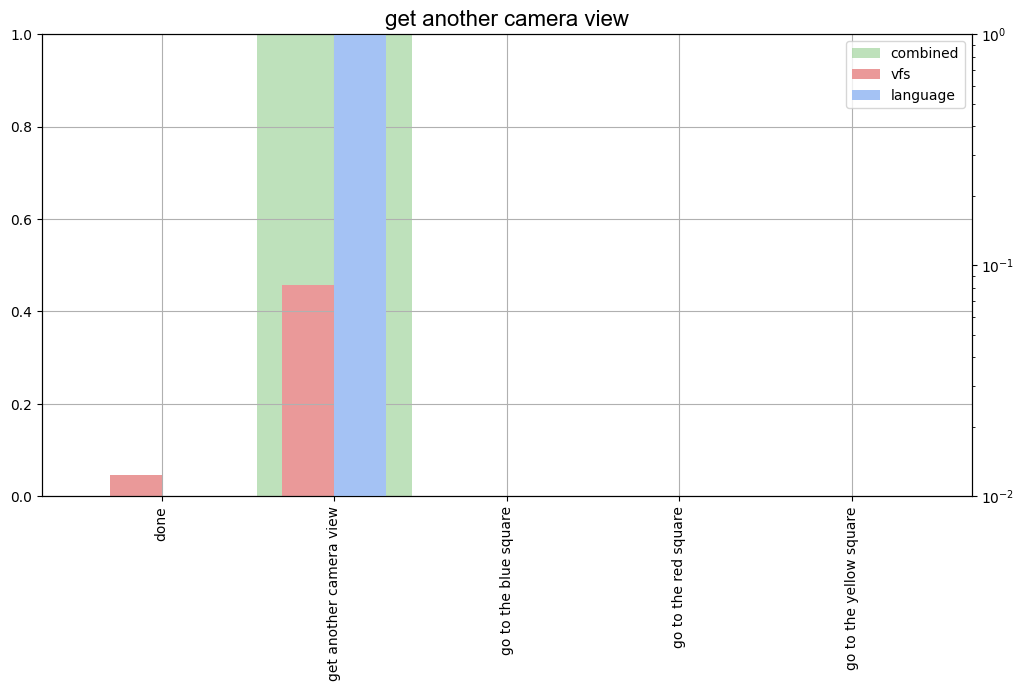 get another camera view
1.0
0.8
0.6
0.4
0.2
0.0
10⁰
10⁻¹
10⁻²
combined
vfs
language
done
get another camera view
go to the blue square
go to the red square
go to the yellow square